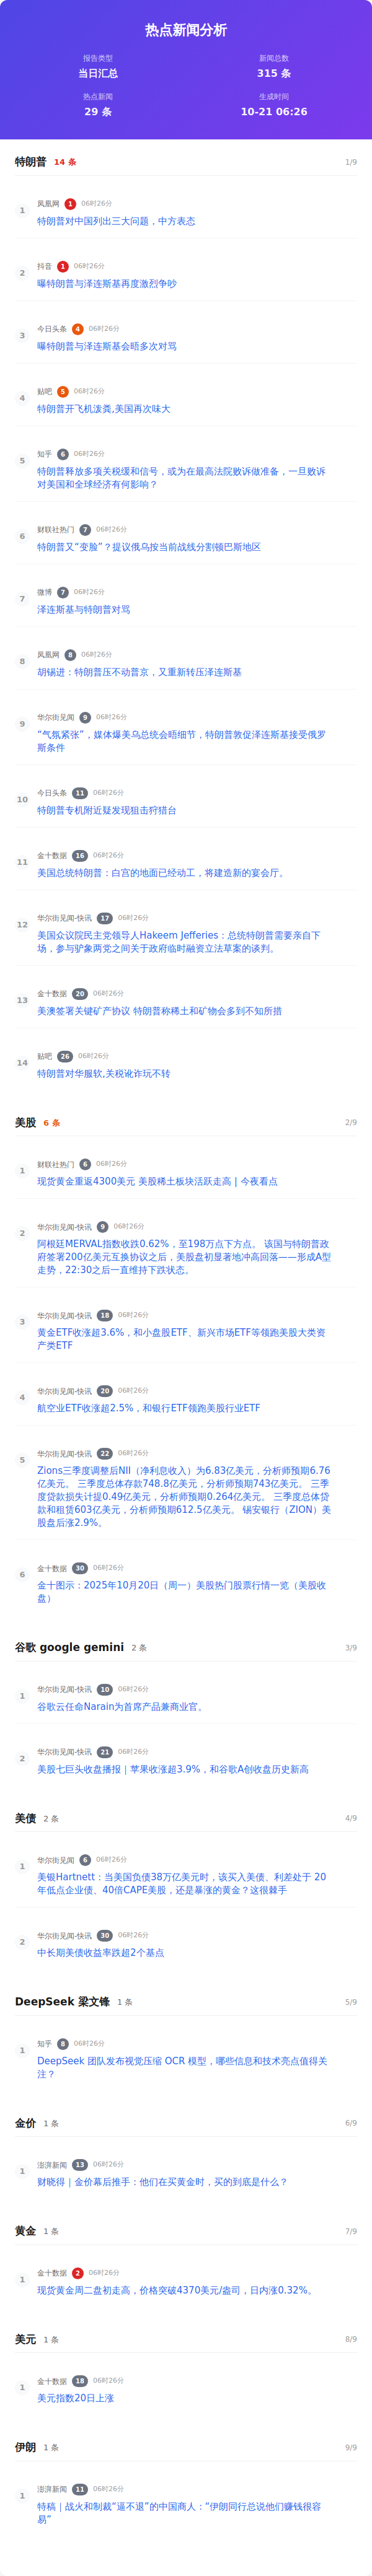 热点新闻分析
报告类型
当日汇总
新闻总数
315 条
热点新闻
29 条
生成时间
10-21 06:26
特朗普 14 条 1/9
1
凤凰网 1 06时26分
特朗普对中国列出三大问题，中方表态
2
抖音 1 06时26分
曝特朗普与泽连斯基再度激烈争吵
3
今日头条 4 06时26分
曝特朗普与泽连斯基会晤多次对骂
4
贴吧 5 06时26分
特朗普开飞机泼粪,美国再次味大
5
知乎 6 06时26分
特朗普释放多项关税缓和信号，或为在最高法院败诉做准备，一旦败诉
对美国和全球经济有何影响？
6
财联社热门 7 06时26分
特朗普又“变脸”？提议俄乌按当前战线分割顿巴斯地区
7
微博 7 06时26分
泽连斯基与特朗普对骂
8
凤凰网 8 06时26分
胡锡进：特朗普压不动普京，又重新转压泽连斯基
9
华尔街见闻 9 06时26分
“气氛紧张”，媒体爆美乌总统会晤细节，特朗普敦促泽连斯基接受俄罗
斯条件
10
今日头条 11 06时26分
特朗普专机附近疑发现狙击狩猎台
11
金十数据 16 06时26分
美国总统特朗普：白宫的地面已经动工，将建造新的宴会厅。
12
华尔街见闻-快讯 17 06时26分
美国众议院民主党领导人Hakeem Jefferies：总统特朗普需要亲自下
场，参与驴象两党之间关于政府临时融资立法草案的谈判。
13
金十数据 20 06时26分
美澳签署关键矿产协议 特朗普称稀土和矿物会多到不知所措
14
贴吧 26 06时26分
特朗普对华服软,关税讹诈玩不转
美股 6 条 2/9
1
财联社热门 6 06时26分
现货黄金重返4300美元 美股稀土板块活跃走高 | 今夜看点
2
华尔街见闻-快讯 9 06时26分
阿根廷MERVAL指数收跌0.62%，至198万点下方点。 该国与特朗普政
府签署200亿美元互换协议之后，美股盘初显著地冲高回落——形成A型
走势，22:30之后一直维持下跌状态。
3
华尔街见闻-快讯 18 06时26分
黄金ETF收涨超3.6%，和小盘股ETF、新兴市场ETF等领跑美股大类资
产类ETF
4
华尔街见闻-快讯 20 06时26分
航空业ETF收涨超2.5%，和银行ETF领跑美股行业ETF
5
华尔街见闻-快讯 22 06时26分
Zions三季度调整后NII（净利息收入）为6.83亿美元，分析师预期6.76
亿美元。 三季度总体存款748.8亿美元，分析师预期743亿美元。 三季
度贷款损失计提0.49亿美元，分析师预期0.264亿美元。 三季度总体贷
款和租赁603亿美元，分析师预期612.5亿美元。 锡安银行（ZION）美
股盘后涨2.9%。
6
金十数据 30 06时26分
金十图示：2025年10月20日（周一）美股热门股票行情一览（美股收
盘）
谷歌 google gemini 2 条 3/9
1
华尔街见闻-快讯 10 06时26分
谷歌云任命Narain为首席产品兼商业官。
2
华尔街见闻-快讯 21 06时26分
美股七巨头收盘播报｜苹果收涨超3.9%，和谷歌A创收盘历史新高
美债 2 条 4/9
1
华尔街见闻 6 06时26分
美银Hartnett：当美国负债38万亿美元时，该买入美债、利差处于 20
年低点企业债、40倍CAPE美股，还是暴涨的黄金？这很棘手
2
华尔街见闻-快讯 30 06时26分
中长期美债收益率跌超2个基点
DeepSeek 梁文锋 1 条 5/9
1
知乎 8 06时26分
DeepSeek 团队发布视觉压缩 OCR 模型，哪些信息和技术亮点值得关
注？
金价 1 条 6/9
1
澎湃新闻 13 06时26分
财晓得｜金价幕后推手：他们在买黄金时，买的到底是什么？
黄金 1 条 7/9
1
金十数据 2 06时26分
现货黄金周二盘初走高，价格突破4370美元/盎司，日内涨0.32%。
美元 1 条 8/9
1
金十数据 18 06时26分
美元指数20日上涨
伊朗 1 条 9/9
1
澎湃新闻 11 06时26分
特稿｜战火和制裁“逼不退”的中国商人：“伊朗同行总说他们赚钱很容
易”